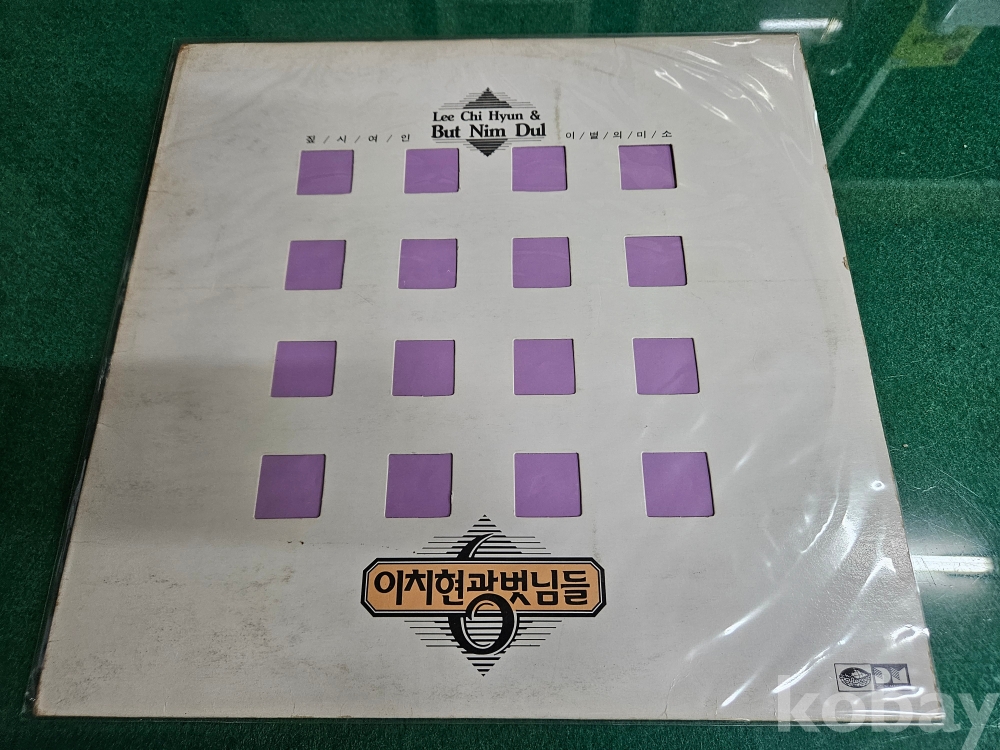 Lee Chi Hyun &
But Nim Dul
짚/시/여/인
이/별/의/미/소
6
이치현과벗님들
kobay